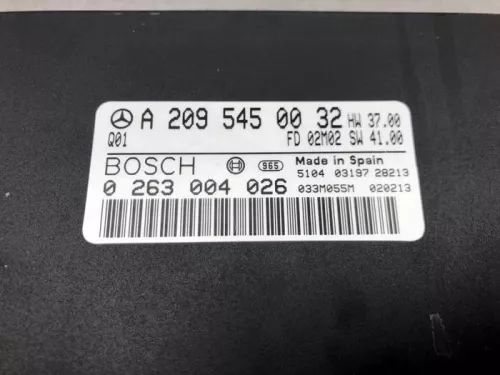 A 209 545 00 32 HW 37.00
Q01 FD 02M02 SW 41.00
BOSCH 965 Made in Spain
5104 03197 28213
0 263 004 026 033M055M 020213